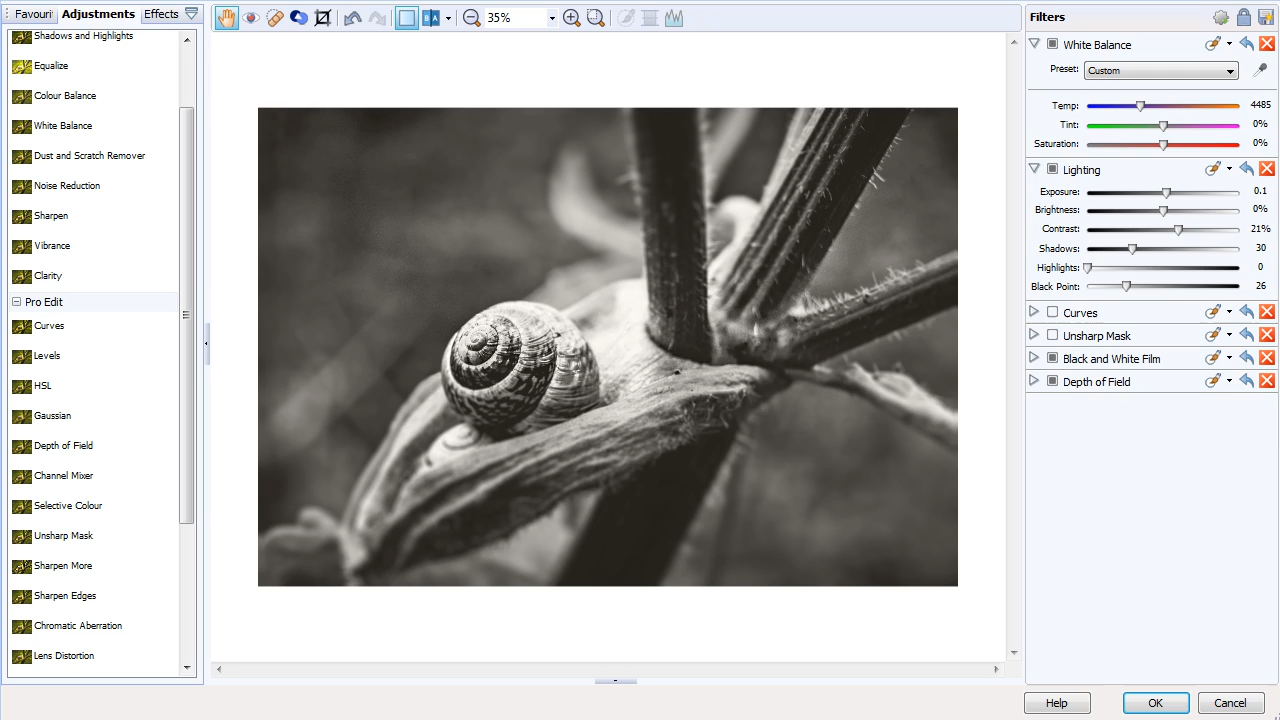 Favouri
Adjustments
Effects
35%
Filters
Shadows and Highlights
Equalize
Colour Balance
White Balance
Dust and Scratch Remover
Noise Reduction
Sharpen
Vibrance
Clarity
Pro Edit
Curves
Levels
HSL
Gaussian
Depth of Field
Channel Mixer
Selective Colour
Unsharp Mask
Sharpen More
Sharpen Edges
Chromatic Aberration
Lens Distortion
White Balance
Preset: Custom
Temp: 4485
Tint: 0%
Saturation: 0%
Lighting
Exposure: 0.1
Brightness: 0%
Contrast: 21%
Shadows: 30
Highlights: 0
Black Point: 26
Curves
Unsharp Mask
Black and White Film
Depth of Field
Help
OK
Cancel